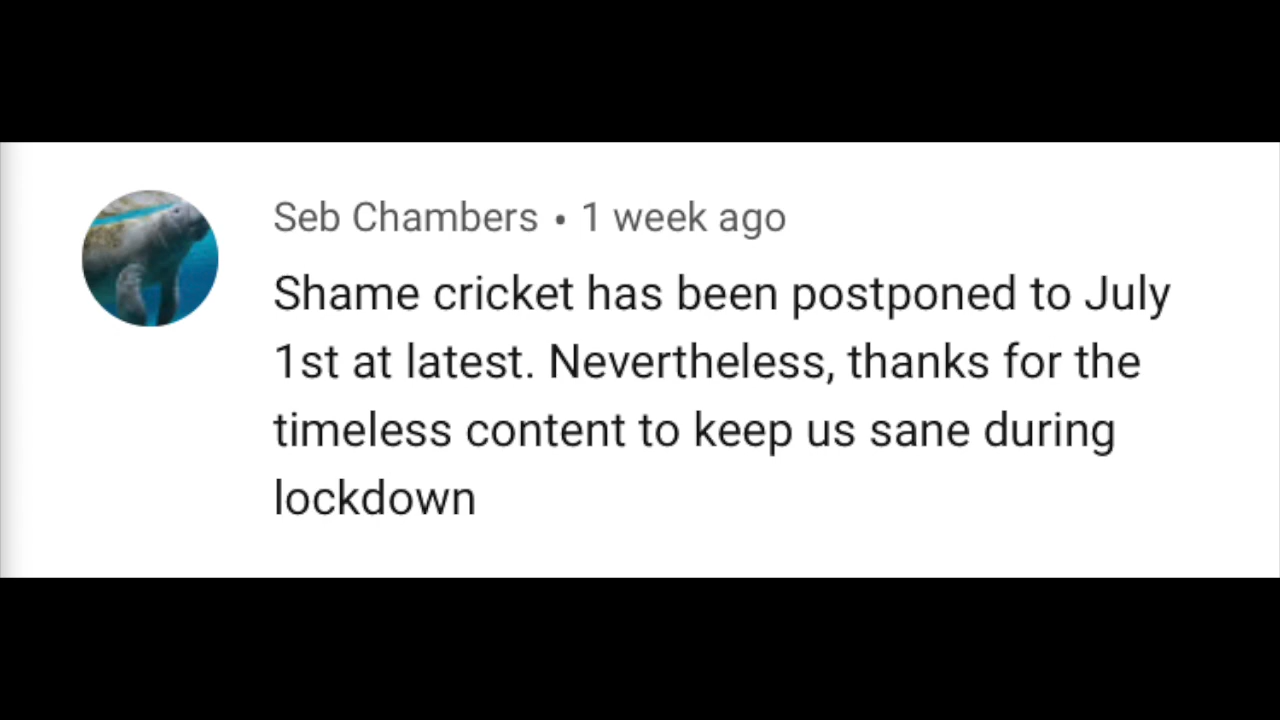 Seb Chambers • 1 week ago
Shame cricket has been postponed to July
1st at latest. Nevertheless, thanks for the
timeless content to keep us sane during
lockdown